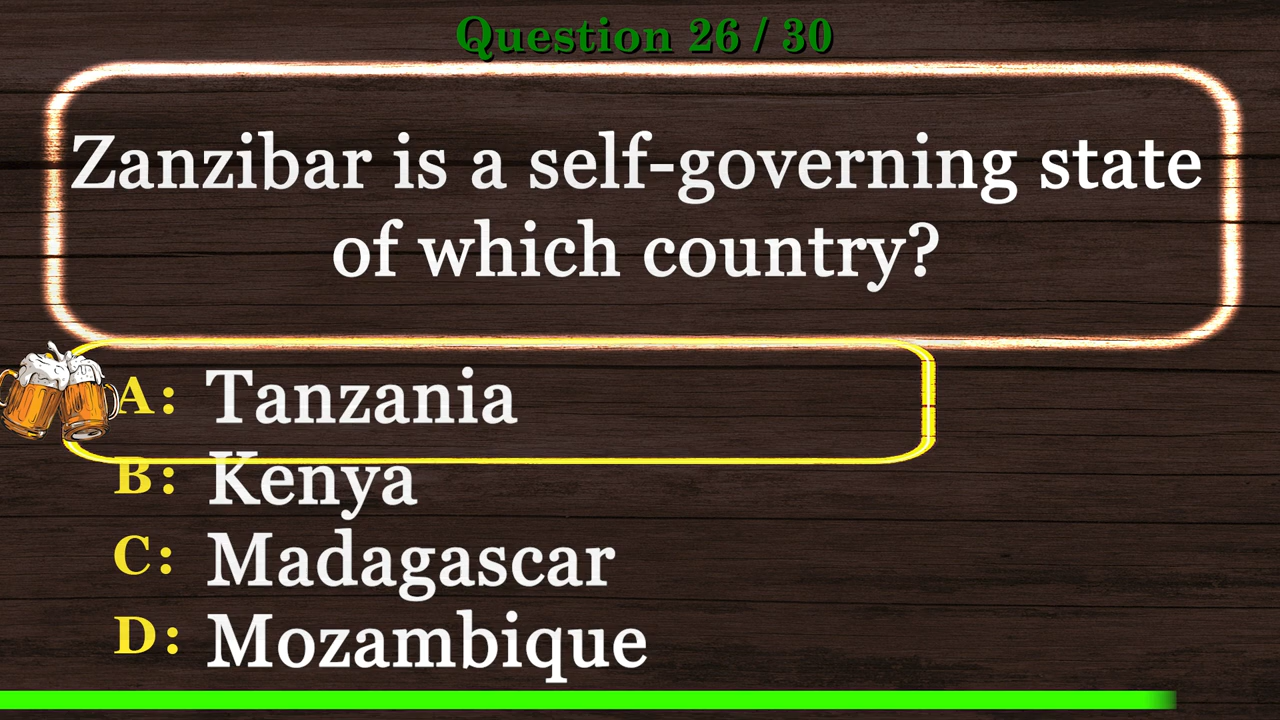 Question 26 / 30
Zanzibar is a self-governing state
of which country?
A: Tanzania
B: Kenya
C: Madagascar
D: Mozambique